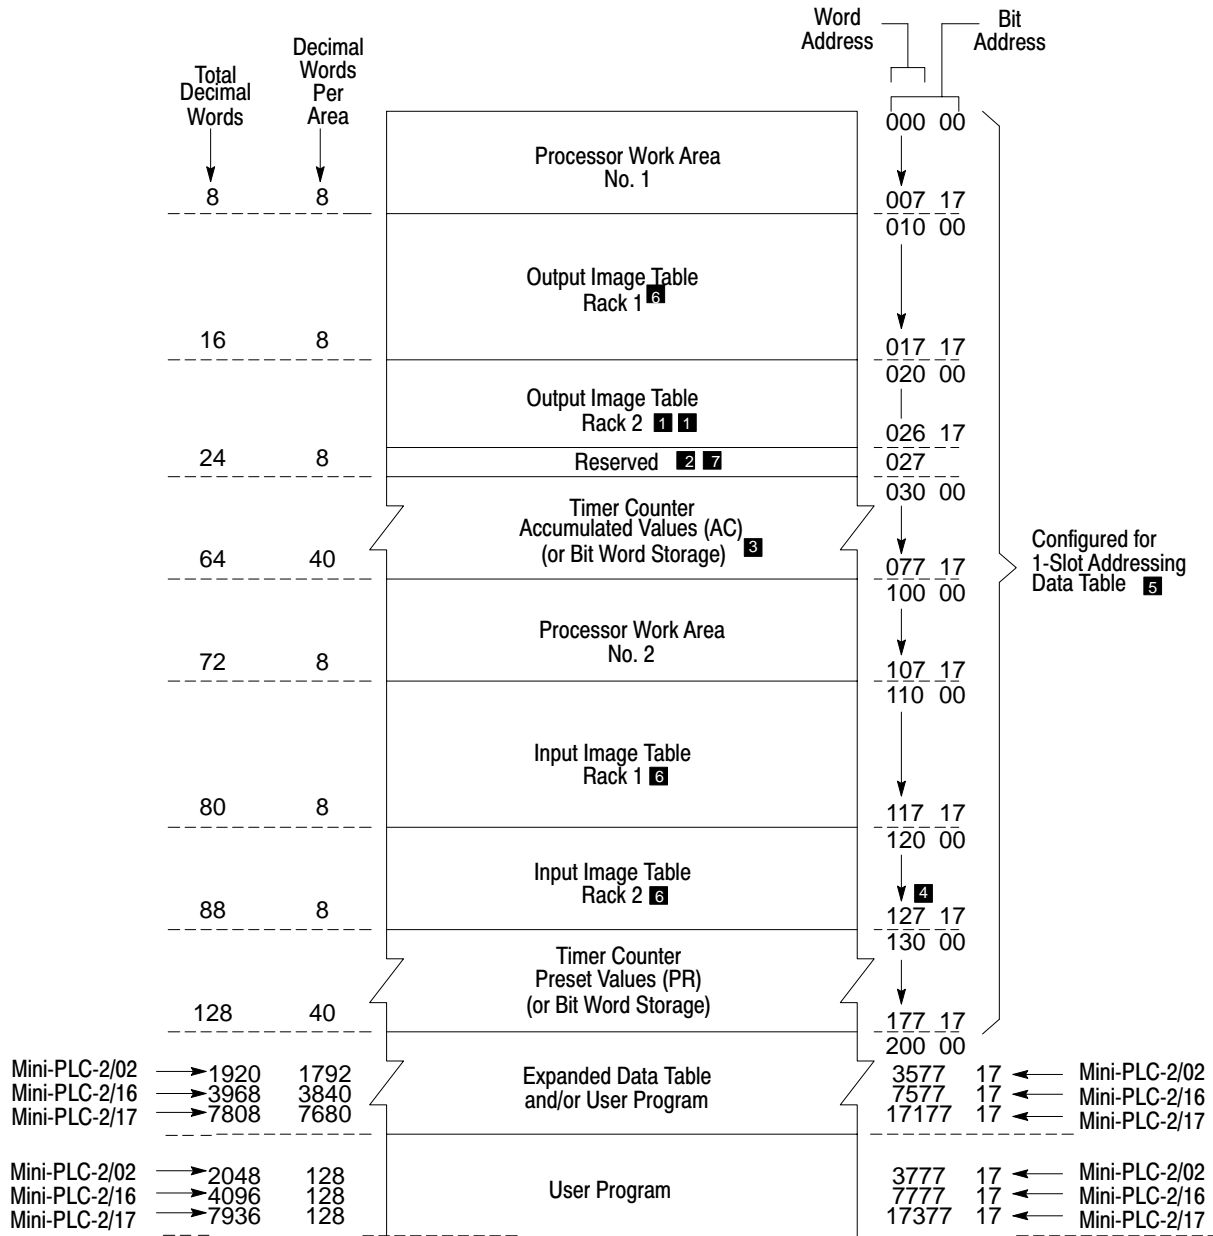 Word Address
Bit Address
Total Decimal Words
Decimal Words Per Area
000 00
Processor Work Area
No. 1
8 8
007 17
010 00
Output Image Table
Rack 1 6
16 8
017 17
020 00
Output Image Table
Rack 2 1 1
026 17
24 8
Reserved 2 7
027
030 00
Timer Counter
Accumulated Values (AC)
(or Bit Word Storage) 3
64 40
077 17
100 00
Configured for
1-Slot Addressing
Data Table 5
Processor Work Area
No. 2
72 8
107 17
110 00
Input Image Table
Rack 1 6
80 8
117 17
120 00
Input Image Table
Rack 2 6
4
88 8
127 17
130 00
Timer Counter
Preset Values (PR)
(or Bit Word Storage)
128 40
177 17
200 00
Mini-PLC-2/02 1920 1792
Mini-PLC-2/16 3968 3840
Mini-PLC-2/17 7808 7680
Expanded Data Table
and/or User Program
3577 17 Mini-PLC-2/02
7577 17 Mini-PLC-2/16
17177 17 Mini-PLC-2/17
Mini-PLC-2/02 2048 128
Mini-PLC-2/16 4096 128
Mini-PLC-2/17 7936 128
User Program
3777 17 Mini-PLC-2/02
7777 17 Mini-PLC-2/16
17377 17 Mini-PLC-2/17